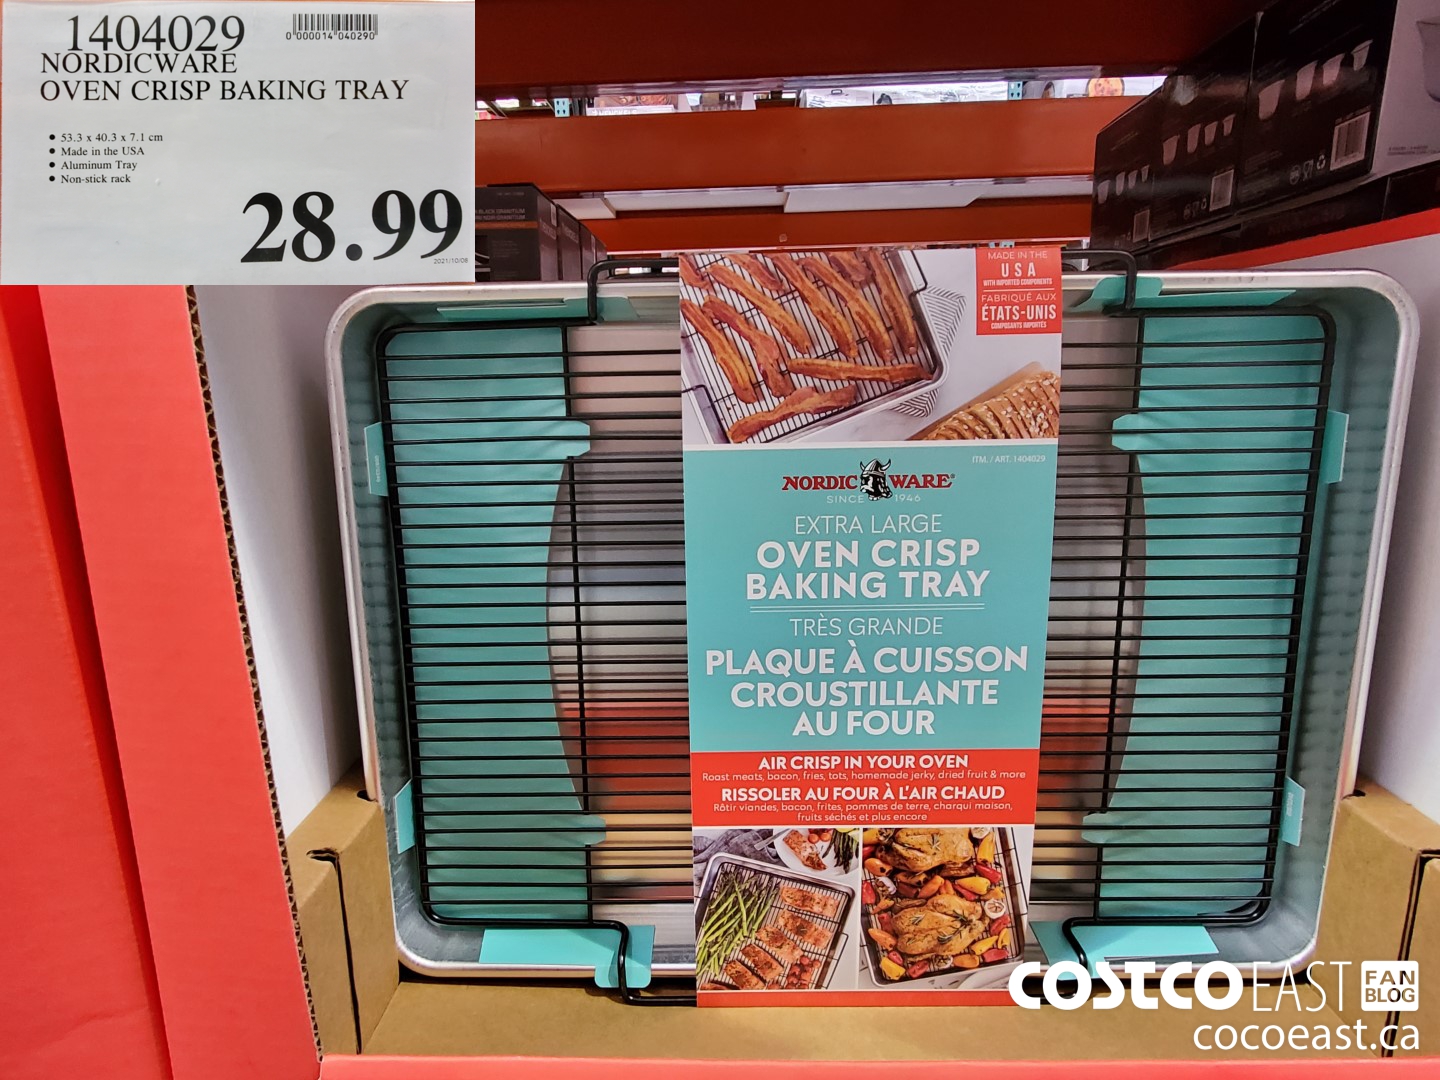 1404029
0 000014 040290
NORDICWARE
OVEN CRISP BAKING TRAY
• 53.3 x 40.3 x 7.1 cm
• Made in the USA
• Aluminum Tray
• Non-stick rack
28.99
2021/10/08
MADE IN THE
USA
WITH IMPORTED COMPONENTS
FABRIQUÉ AUX
ÉTATS-UNIS
COMPOSANTS IMPORTÉS
ITM. / ART. 1404029
NORDIC WARE®
SINCE 1946
EXTRA LARGE
OVEN CRISP
BAKING TRAY
TRÈS GRANDE
PLAQUE À CUISSON
CROUSTILLANTE
AU FOUR
AIR CRISP IN YOUR OVEN
Roast meats, bacon, fries, tots, homemade jerky, dried fruit & more
RISSOLER AU FOUR À L'AIR CHAUD
Rôtir viandes, bacon, frites, pommes de terre, charqui maison,
fruits séchés et plus encore
COSTCO EAST FAN
BLOG
cocoeast.ca